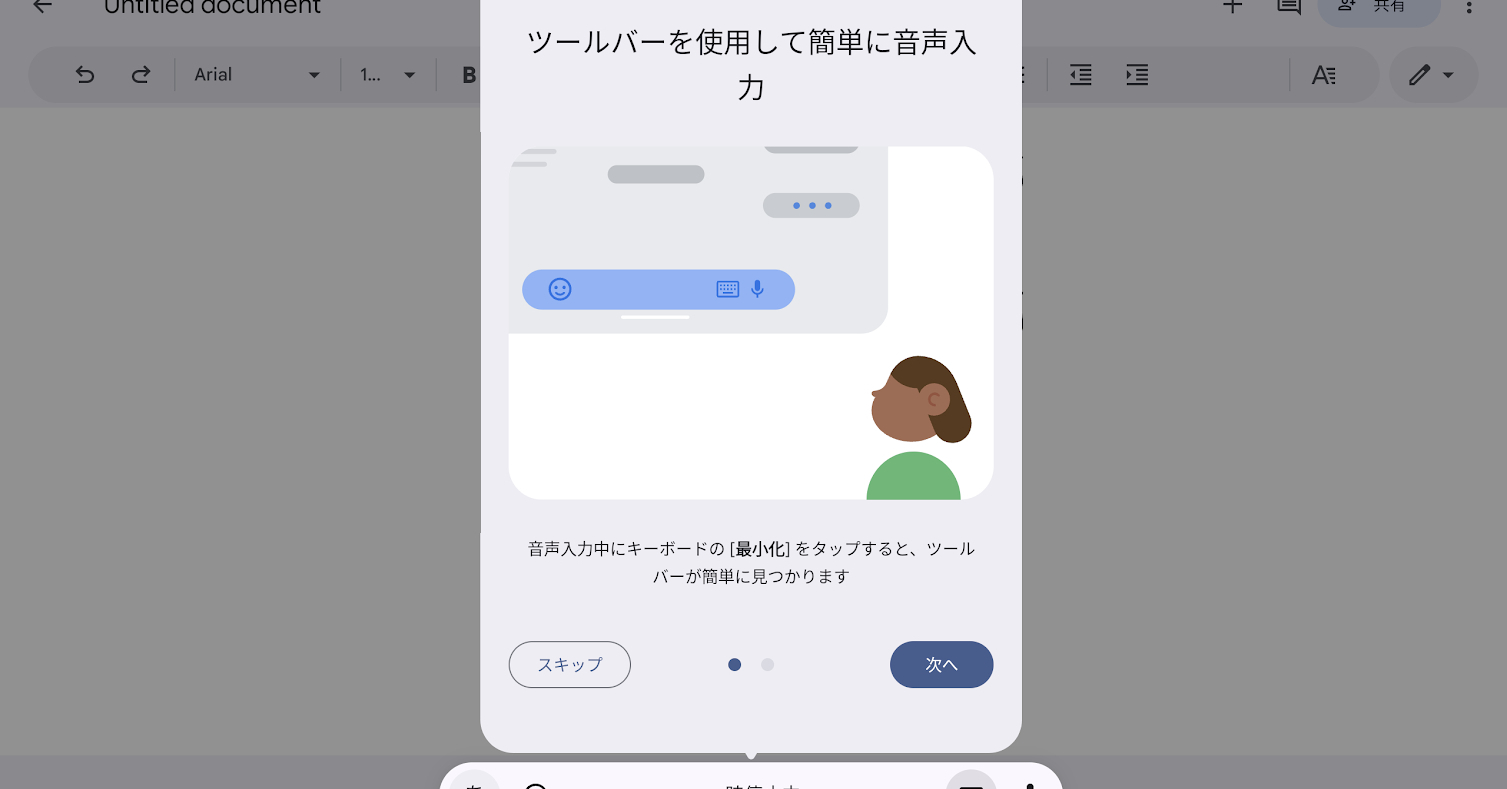 Untitled document
共有
Arial
1...
B
ツールバーを使用して簡単に音声入
力
音声入力中にキーボードの [最小化] をタップすると、ツール
バーが簡単に見つかります
スキップ
次へ